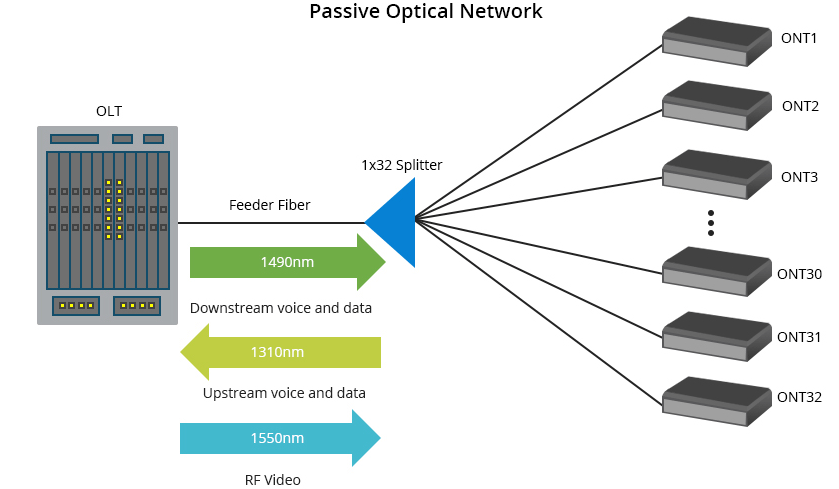 Passive Optical Network
OLT
1x32 Splitter
Feeder Fiber
1490nm
Downstream voice and data
1310nm
Upstream voice and data
1550nm
RF Video
ONT1
ONT2
ONT3
ONT30
ONT31
ONT32